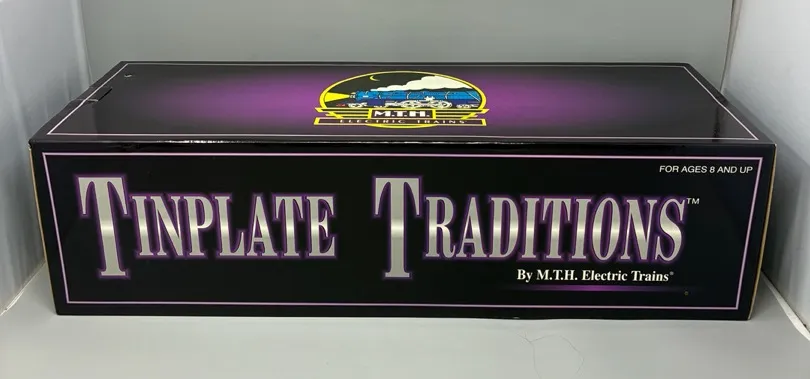 M.T.H.
ELECTRIC TRAINS
FOR AGES 8 AND UP
TINPLATE TRADITIONS™
By M.T.H. Electric Trains®